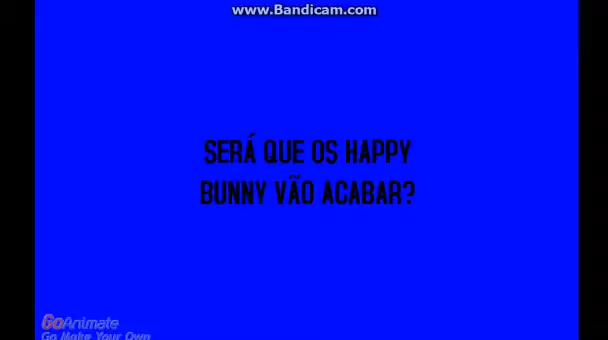 www.Bandicam.com
SERÁ QUE OS HAPPY
BUNNY VÃO ACABAR?
GoAnimate
Go Make Your Own